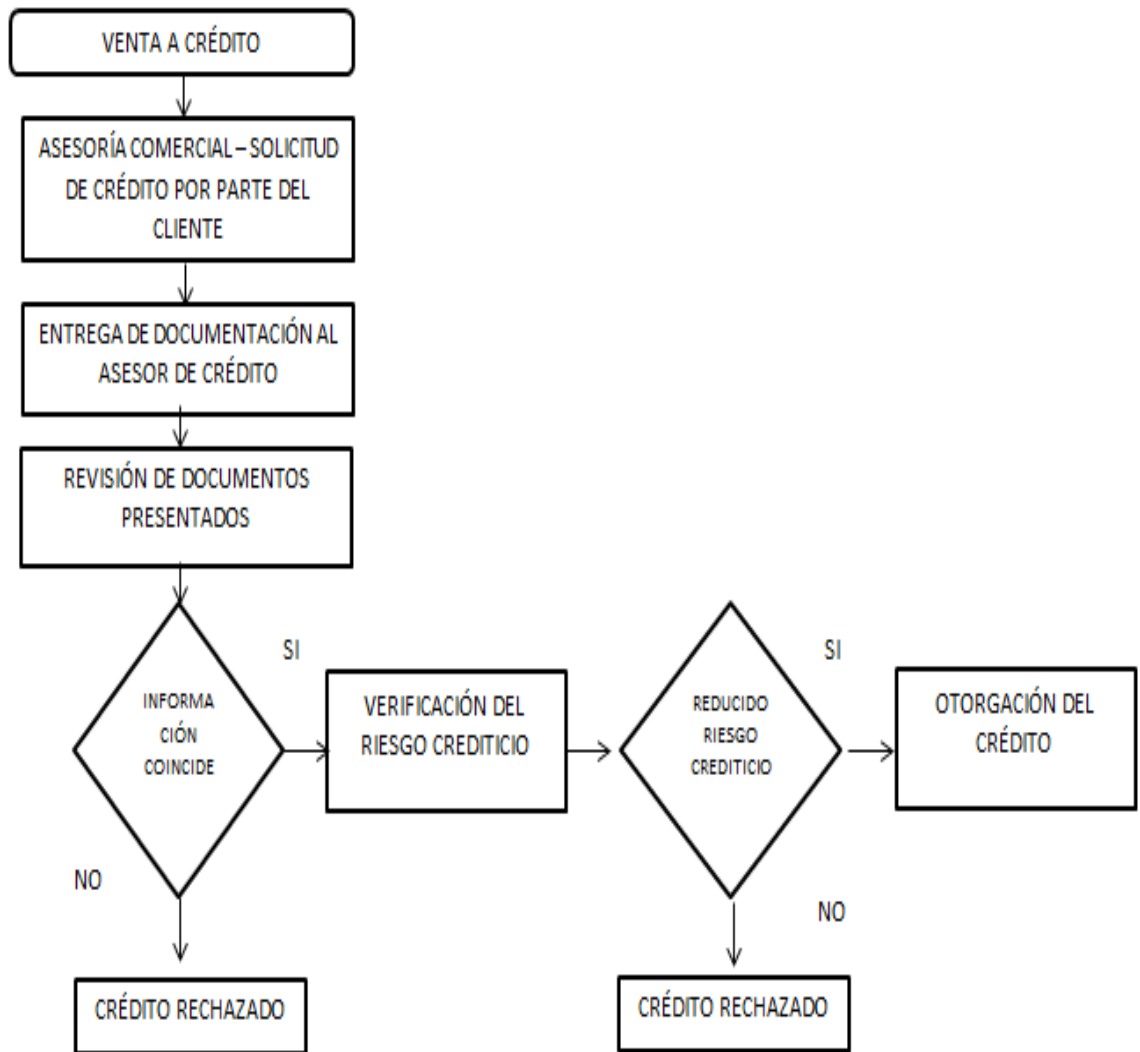 VENTA A CRÉDITO
ASESORÍA COMERCIAL – SOLICITUD
DE CRÉDITO POR PARTE DEL
CLIENTE
ENTREGA DE DOCUMENTACIÓN AL
ASESOR DE CRÉDITO
REVISIÓN DE DOCUMENTOS
PRESENTADOS
INFORMA
CIÓN
COINCIDE
SI
NO
CRÉDITO RECHAZADO
VERIFICACIÓN DEL
RIESGO CREDITICIO
REDUCIDO
RIESGO
CREDITICIO
SI
NO
CRÉDITO RECHAZADO
OTORGACIÓN DEL
CRÉDITO